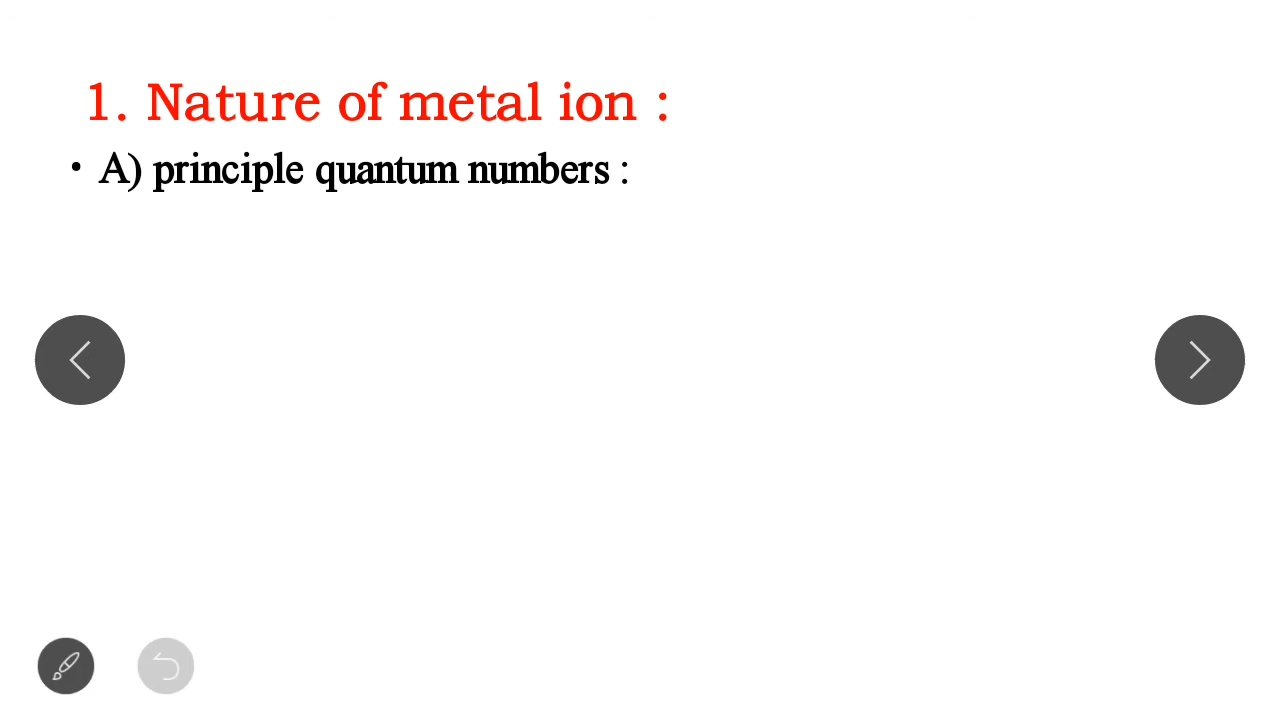 1. Nature of metal ion :
• A) principle quantum numbers :